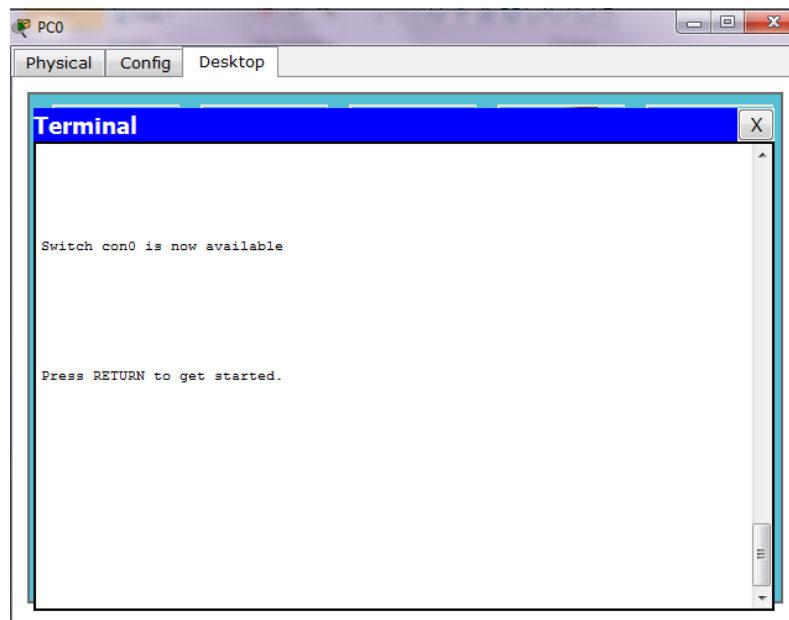 PC0
Physical Config Desktop
Terminal X
Switch con0 is now available
Press RETURN to get started.